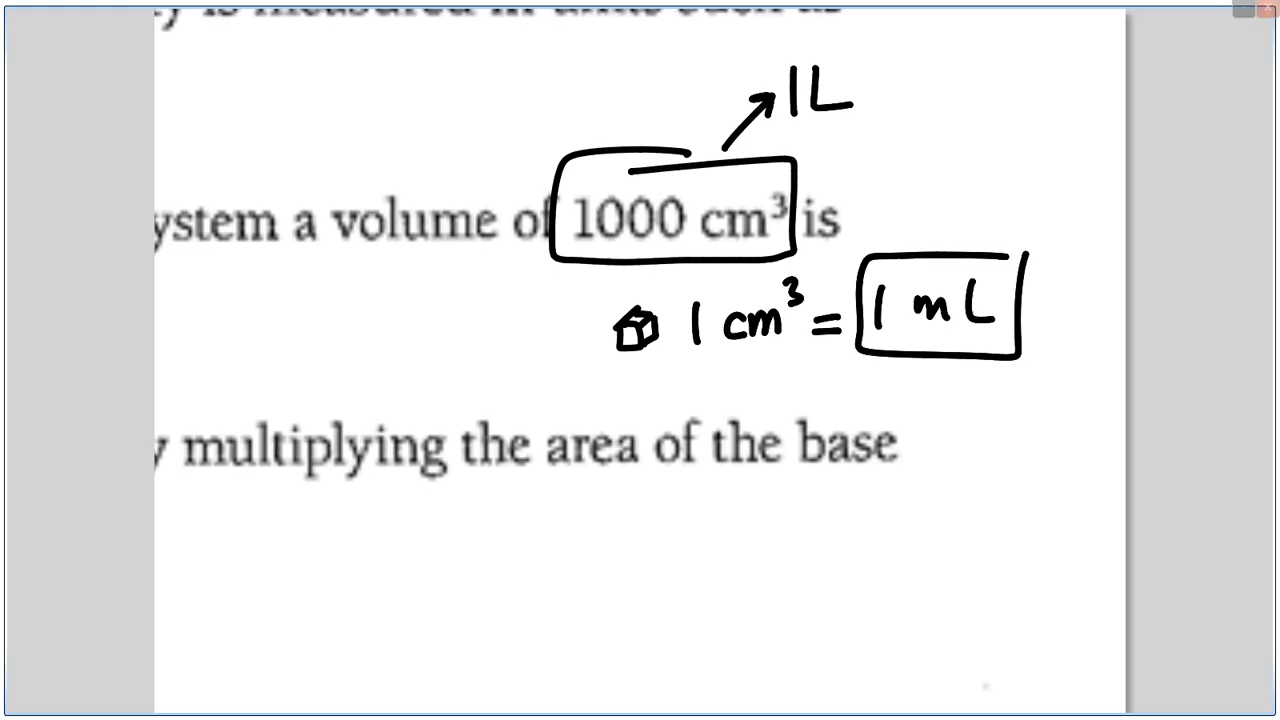 1L
ystem a volume of 1000 cm³ is
1 cm³ = 1 mL
y multiplying the area of the base